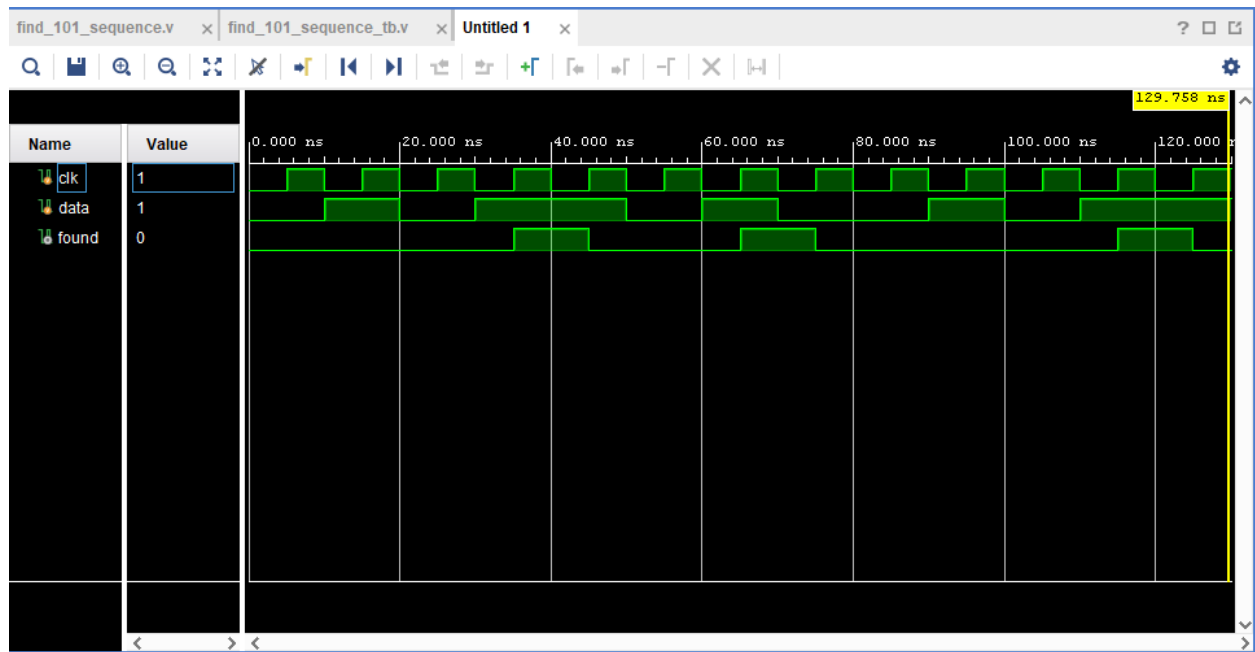 find_101_sequence.v × find_101_sequence_tb.v × Untitled 1 ×
129.758 ns
Name Value 0.000 ns 20.000 ns 40.000 ns 60.000 ns 80.000 ns 100.000 ns 120.000
clk 1
data 1
found 0